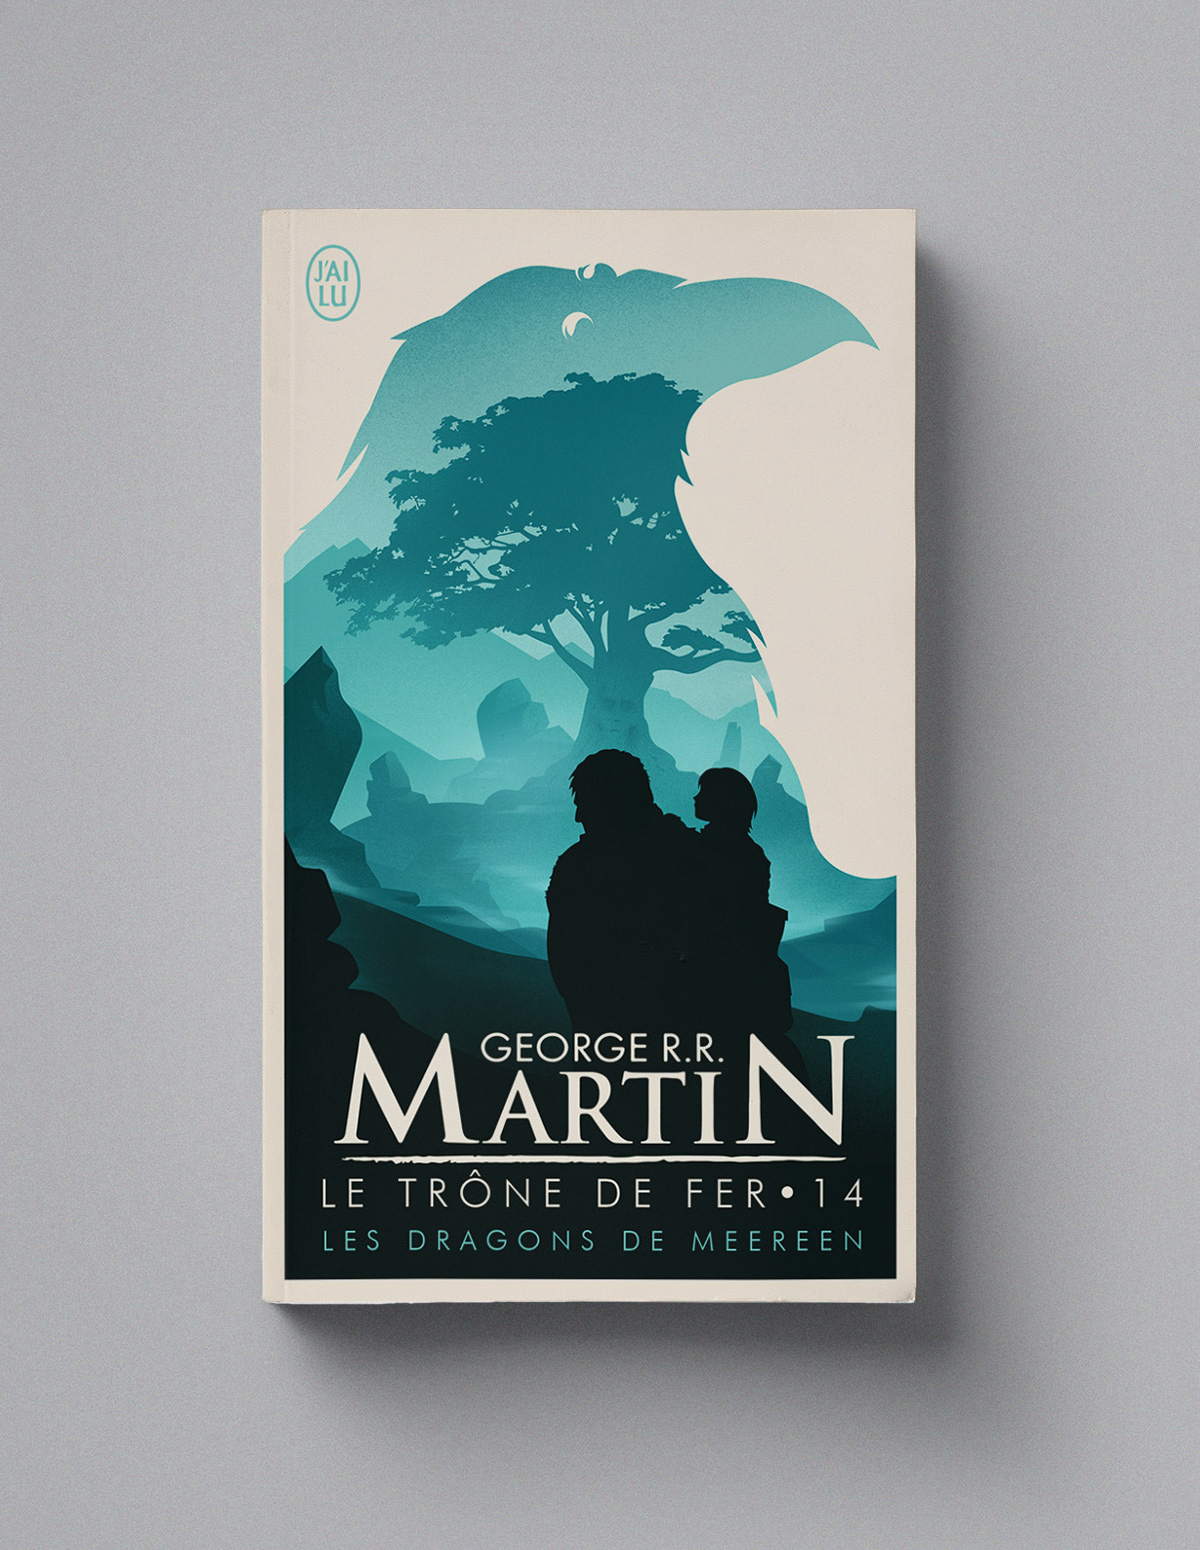 J'AI
LU
GEORGE R.R.
MARTIN
LE TRÔNE DE FER • 14
LES DRAGONS DE MEEREEN